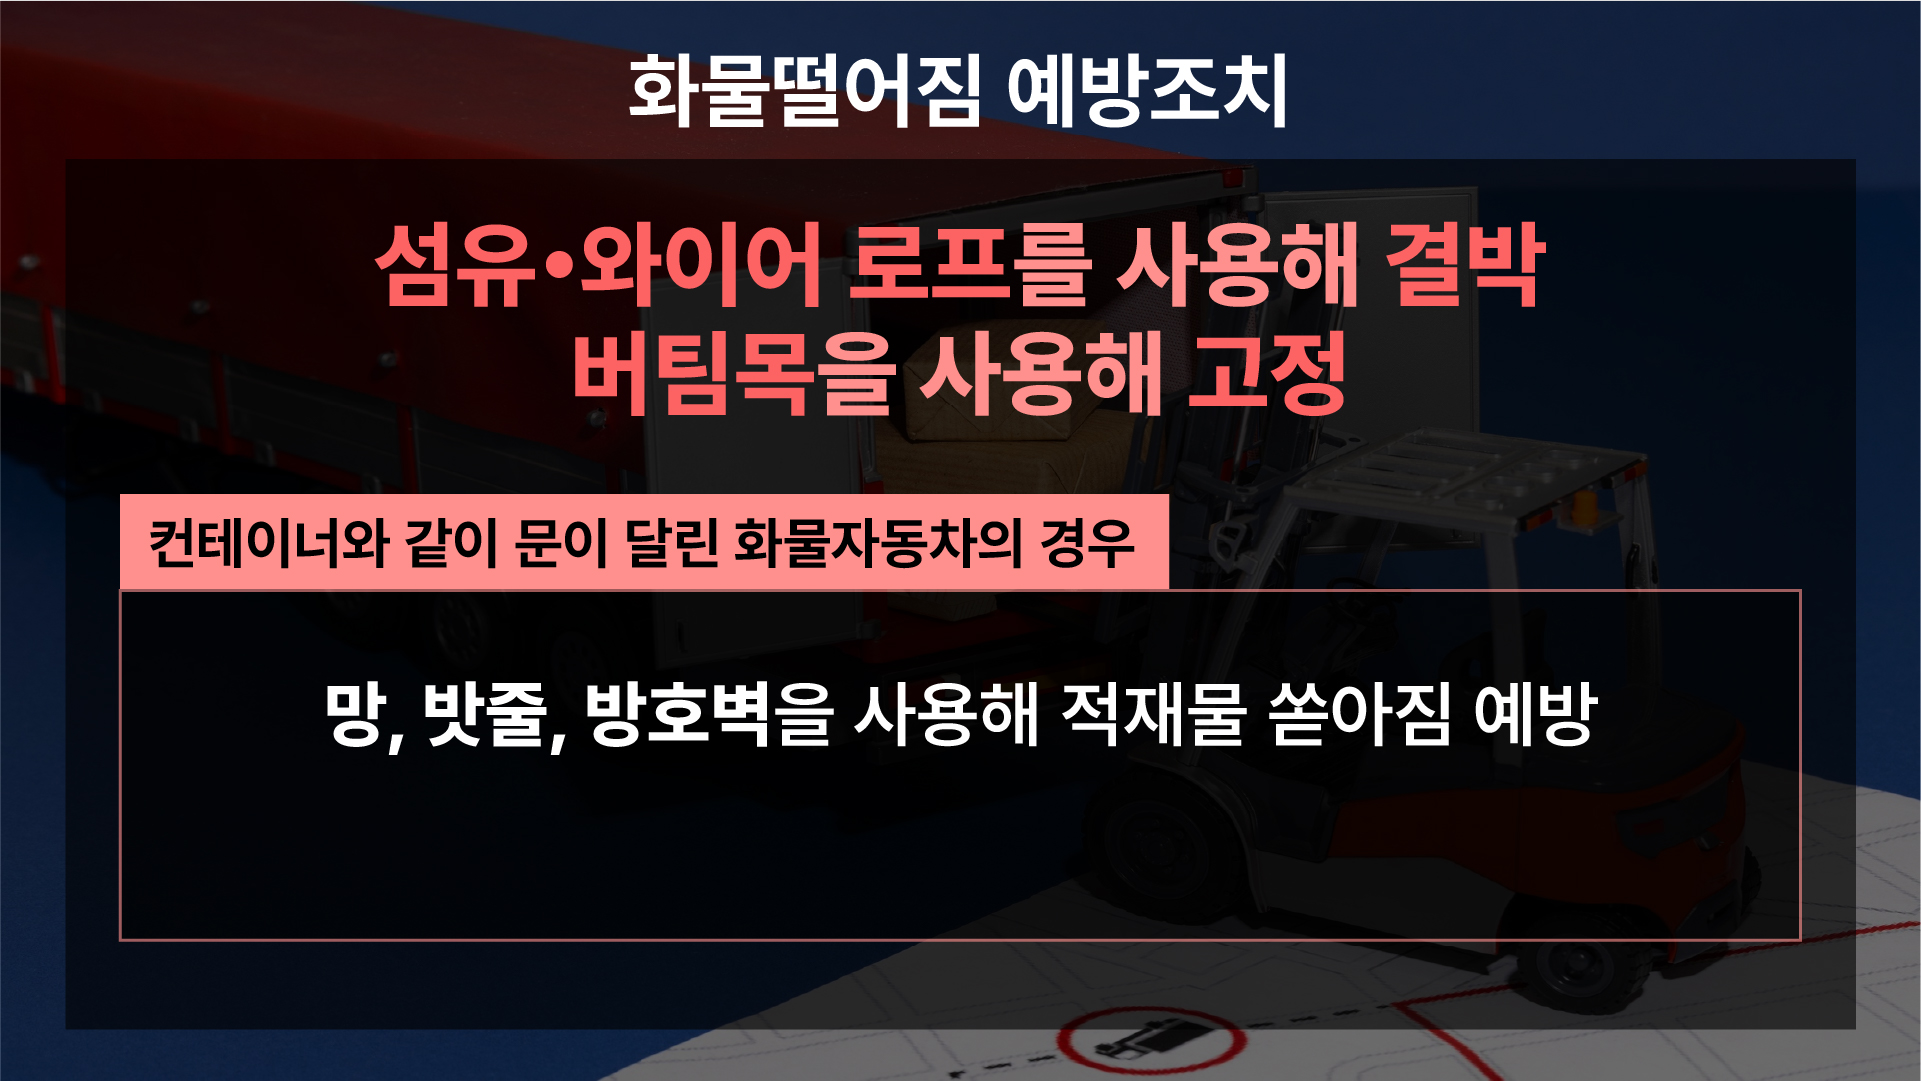 화물떨어짐 예방조치
섬유•와이어 로프를 사용해 결박
버팀목을 사용해 고정
컨테이너와 같이 문이 달린 화물자동차의 경우
망, 밧줄, 방호벽을 사용해 적재물 쏟아짐 예방